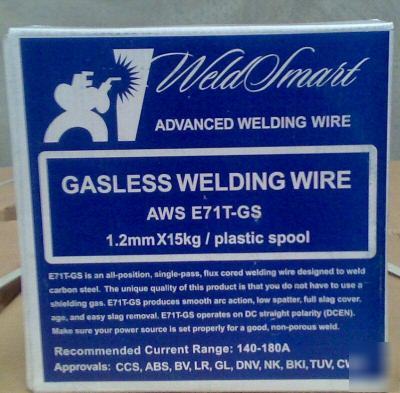 WeldSmart
ADVANCED WELDING WIRE
GASLESS WELDING WIRE
AWS E71T-GS
1.2mmX15kg / plastic spool
E71T-GS is an all-position, single-pass, flux cored welding wire designed to weld
carbon steel. The unique quality of this product is that you do not have to use a
shielding gas. E71T-GS produces smooth arc action, low spatter, full slag cover.
age, and easy slag removal. E71T-GS operates on DC straight polarity (DCEN).
Make sure your power source is set properly for a good, non-porous weld.
Recommended Current Range: 140-180A
Approvals: CCS, ABS, BV, LR, GL, DNV, NK, BKI, TUV,